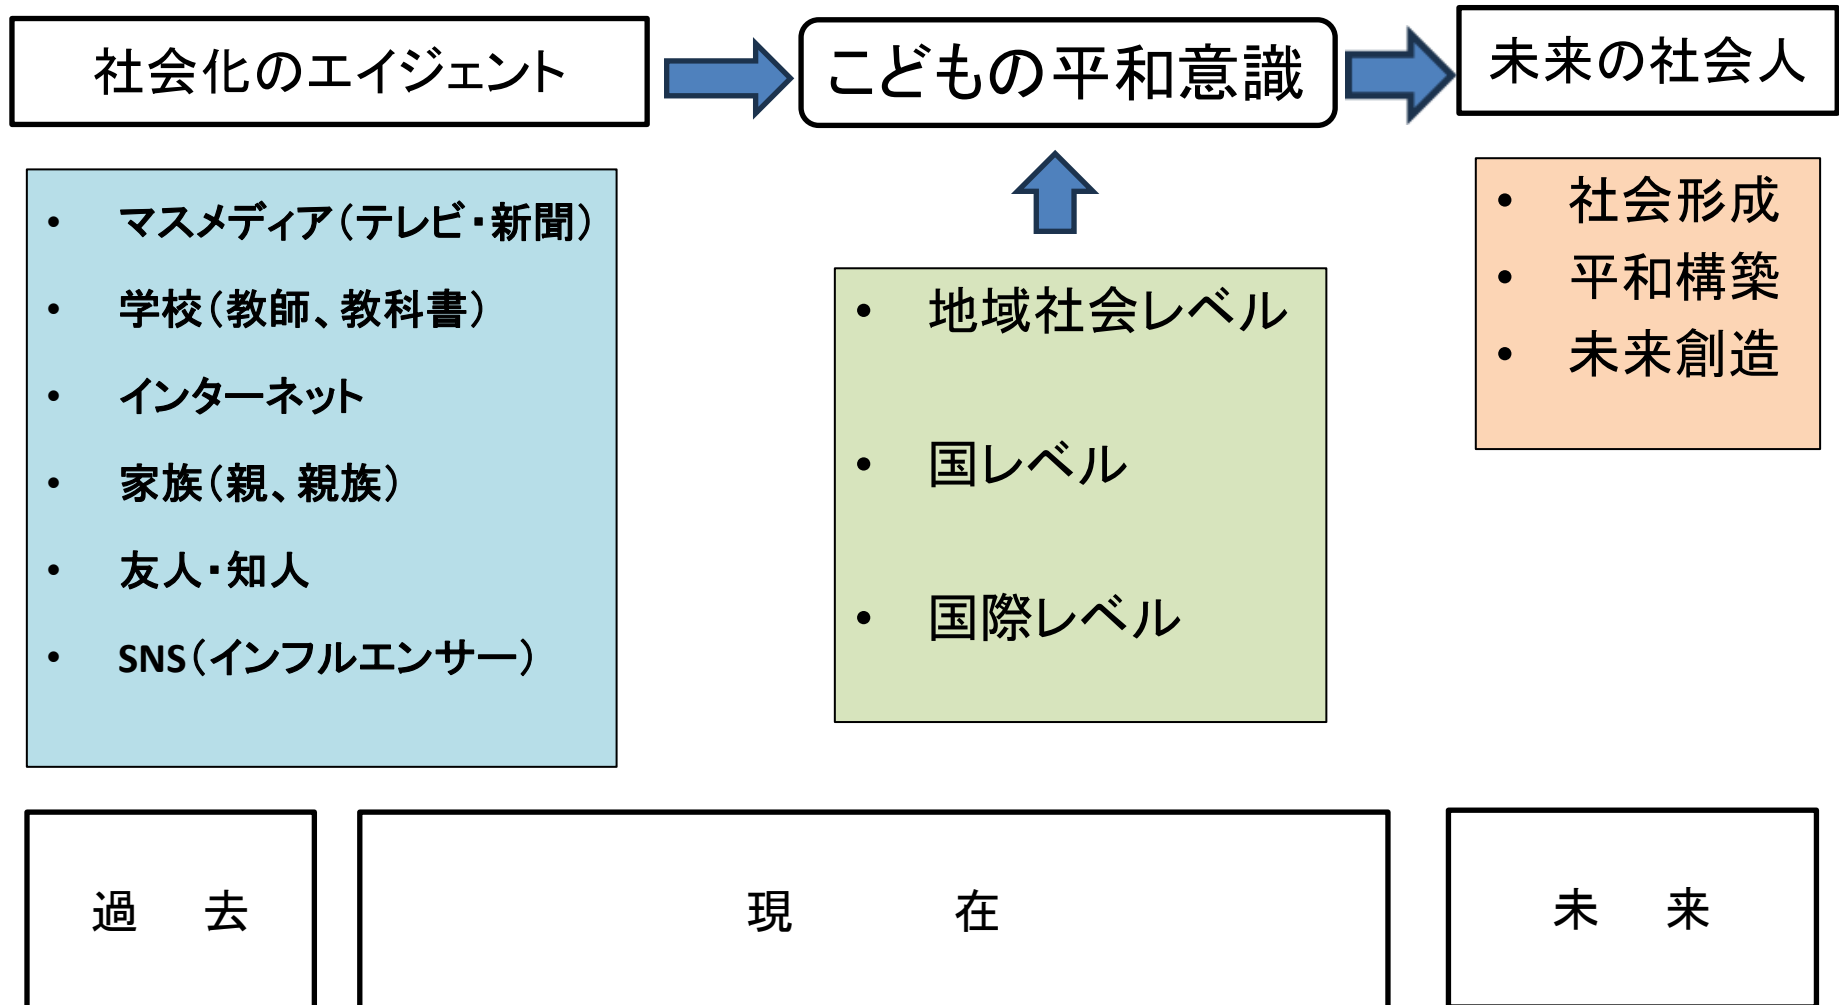 社会化のエイジェント
こどもの平和意識
未来の社会人
• マスメディア（テレビ・新聞）
• 学校（教師、教科書）
• インターネット
• 家族（親、親族）
• 友人・知人
• SNS（インフルエンサー）
• 地域社会レベル
• 国レベル
• 国際レベル
• 社会形成
• 平和構築
• 未来創造
過　去
現　　　在
未　来